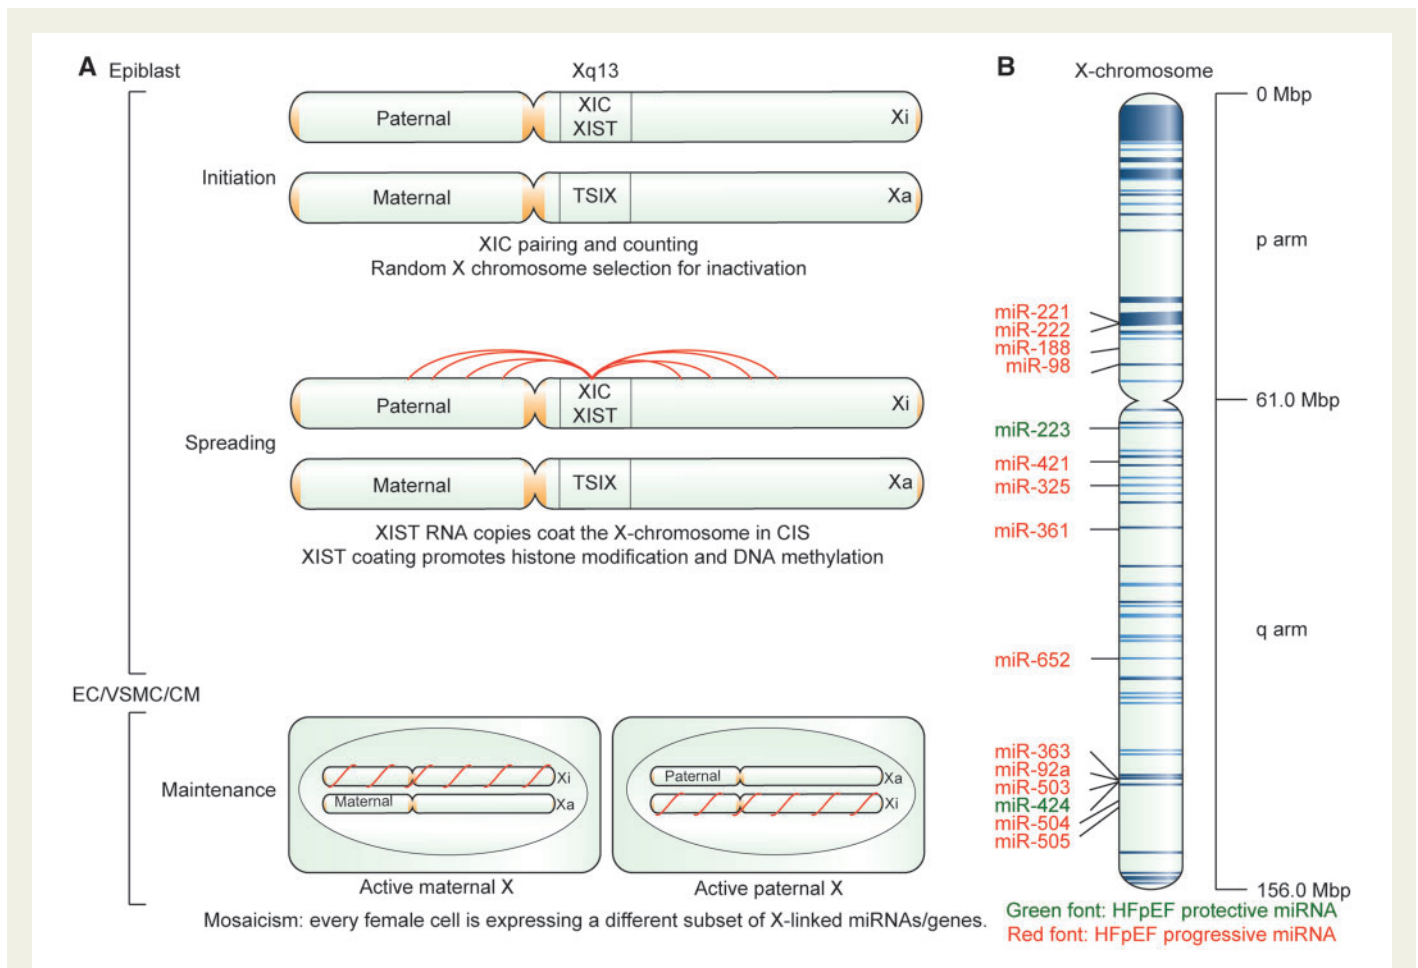 A Epiblast
Xq13
Paternal
XIC
XIST
Xi
Initiation
Maternal
TSIX
Xa
XIC pairing and counting
Random X chromosome selection for inactivation
Paternal
XIC
XIST
Xi
Spreading
Maternal
TSIX
Xa
XIST RNA copies coat the X-chromosome in CIS
XIST coating promotes histone modification and DNA methylation
EC/VSMC/CM
Maintenance
Xi
Maternal
Xa
Active maternal X
Paternal
Xa
Xi
Active paternal X
Mosaicism: every female cell is expressing a different subset of X-linked miRNAs/genes.
B
X-chromosome
0 Mbp
p arm
miR-221
miR-222
miR-188
miR-98
61.0 Mbp
miR-223
miR-421
miR-325
miR-361
q arm
miR-652
miR-363
miR-92a
miR-503
miR-424
miR-504
miR-505
156.0 Mbp
Green font: HFpEF protective miRNA
Red font: HFpEF progressive miRNA